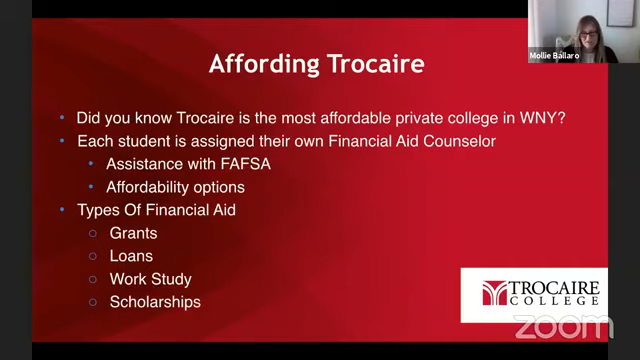 Affording Trocaire
Mollie Ballaro
• Did you know Trocaire is the most affordable private college in WNY?
• Each student is assigned their own Financial Aid Counselor
• Assistance with FAFSA
• Affordability options
• Types Of Financial Aid
○ Grants
○ Loans
○ Work Study
○ Scholarships
TROCAIRE
COLLEGE
zoom